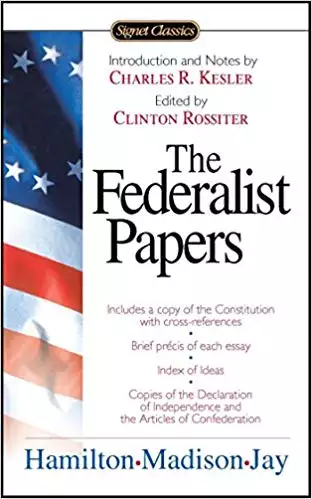 Signet Classics
Introduction and Notes by
CHARLES R. KESLER
Edited by
CLINTON ROSSITER
The
Federalist
Papers
Includes a copy of the Constitution
with cross-references
•
Brief précis of each essay
•
Index of Ideas
•
Copies of the Declaration
of Independence and
the Articles of Confederation
Hamilton•Madison•Jay